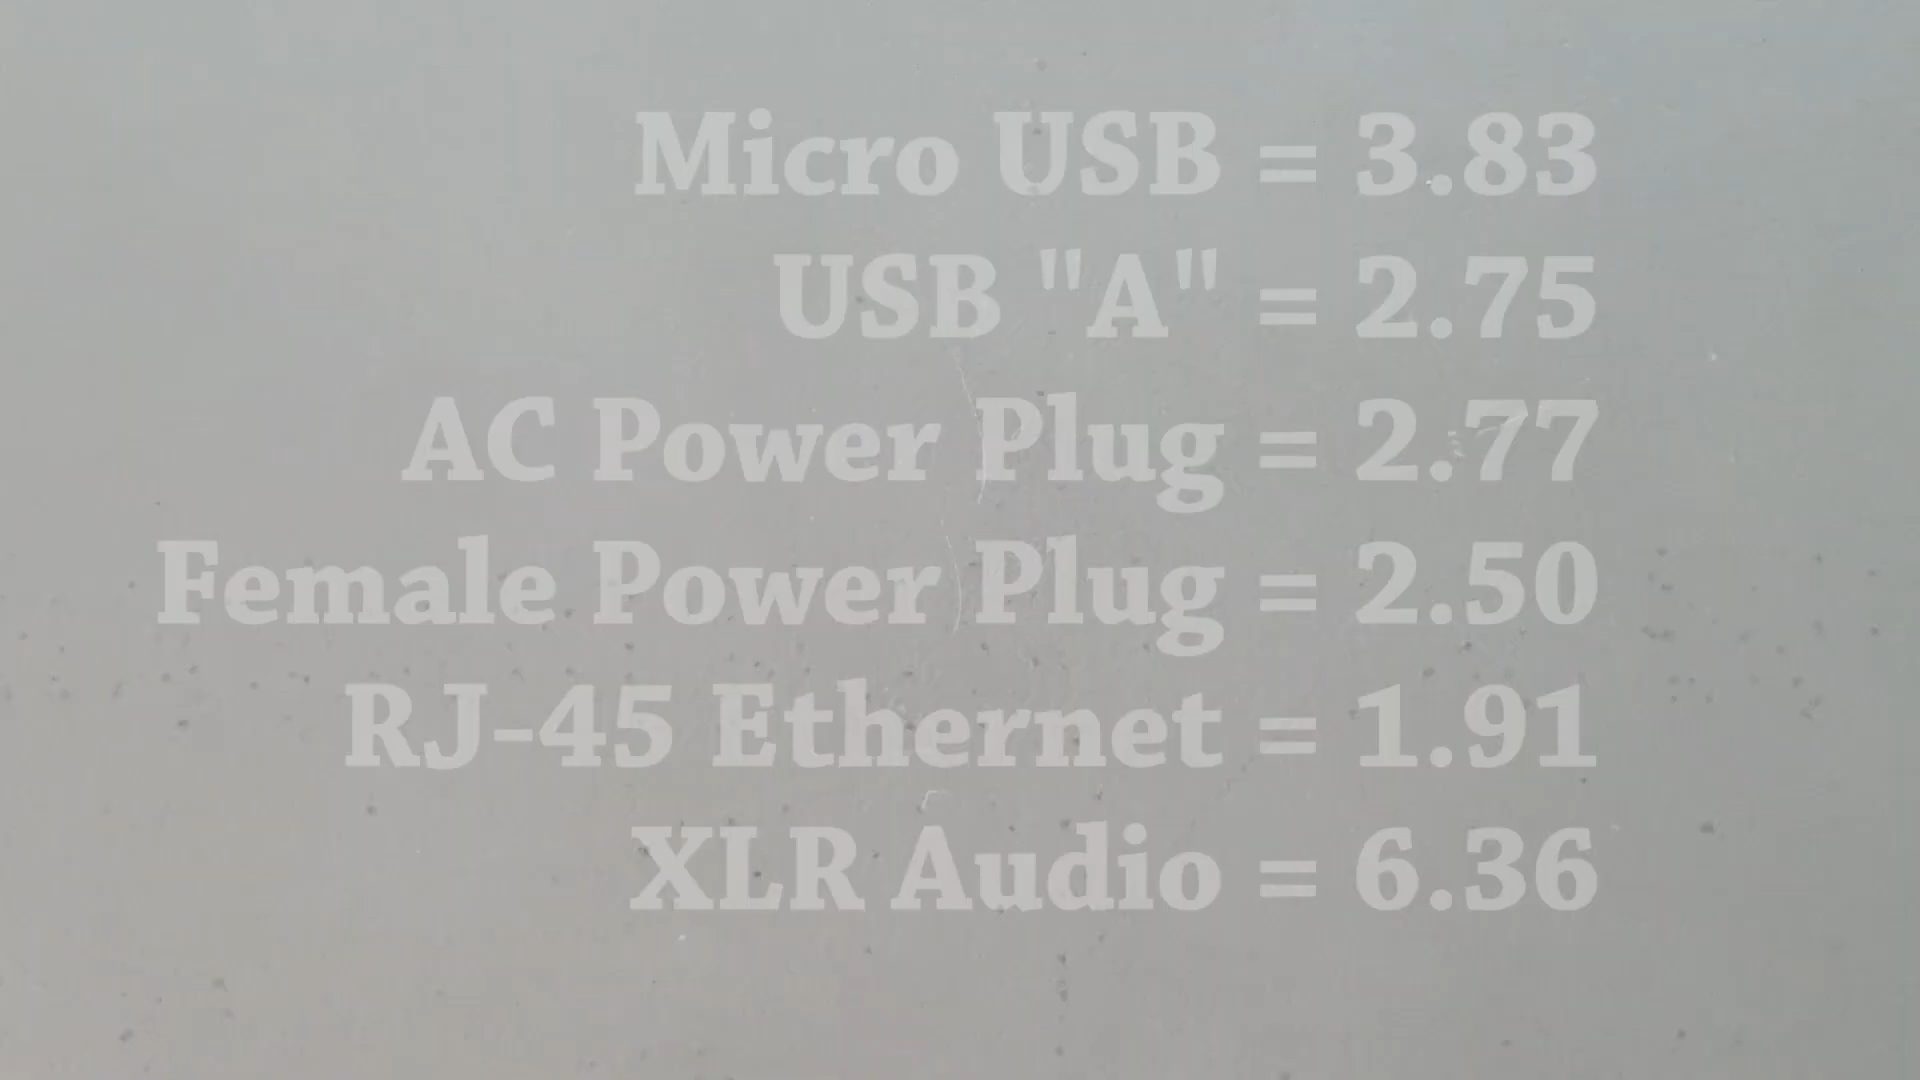 Micro USB = 3.83
USB "A" = 2.75
AC Power Plug = 2.77
Female Power Plug = 2.50
RJ-45 Ethernet = 1.91
XLR Audio = 6.36